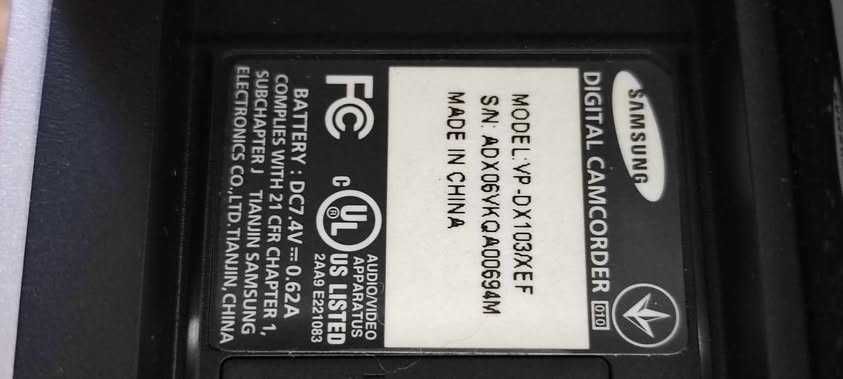 SAMSUNG
DIGITAL CAMCORDER 010
MODEL:VP-DX103/XEF
S/N: ADX06VKQA00694M
MADE IN CHINA
FC
C UL ® US LISTED
AUDIO/VIDEO
APPARATUS
2AA9 E221083
BATTERY : DC7.4V⎓0.62A
COMPLIES WITH 21 CFR CHAPTER 1,
SUBCHAPTER J TIANJIN SAMSUNG
ELECTRONICS CO.,LTD.TIANJIN,CHINA